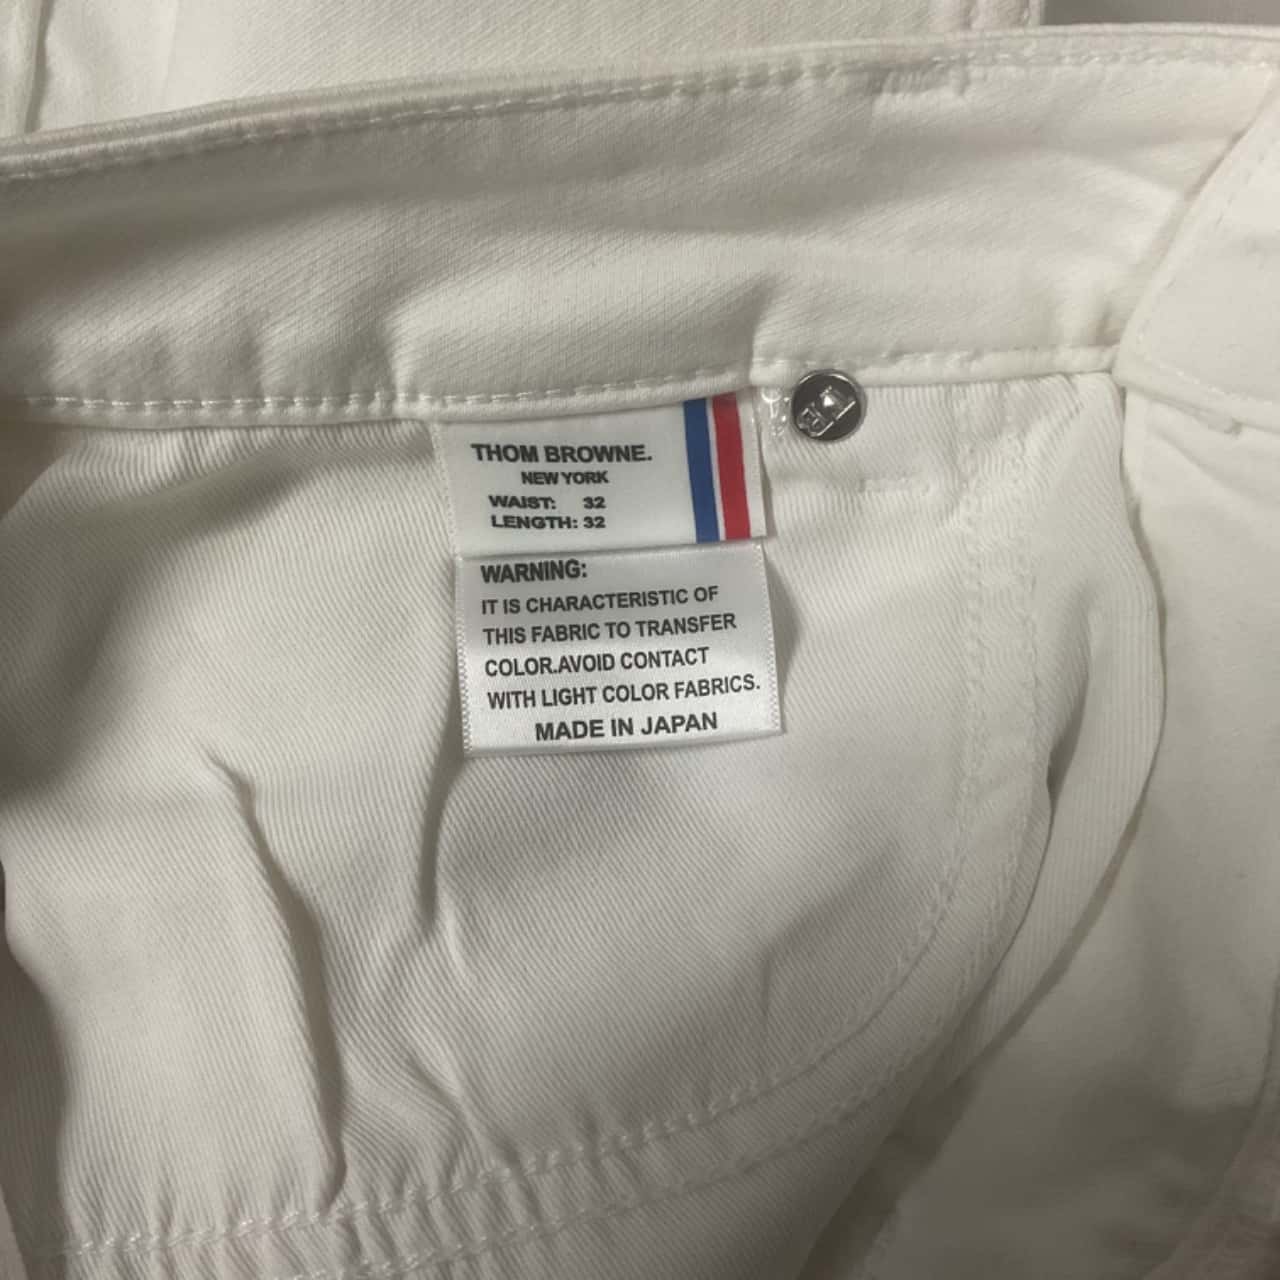 THOM BROWNE.
NEW YORK
WAIST: 32
LENGTH: 32
WARNING:
IT IS CHARACTERISTIC OF
THIS FABRIC TO TRANSFER
COLOR.AVOID CONTACT
WITH LIGHT COLOR FABRICS.
MADE IN JAPAN